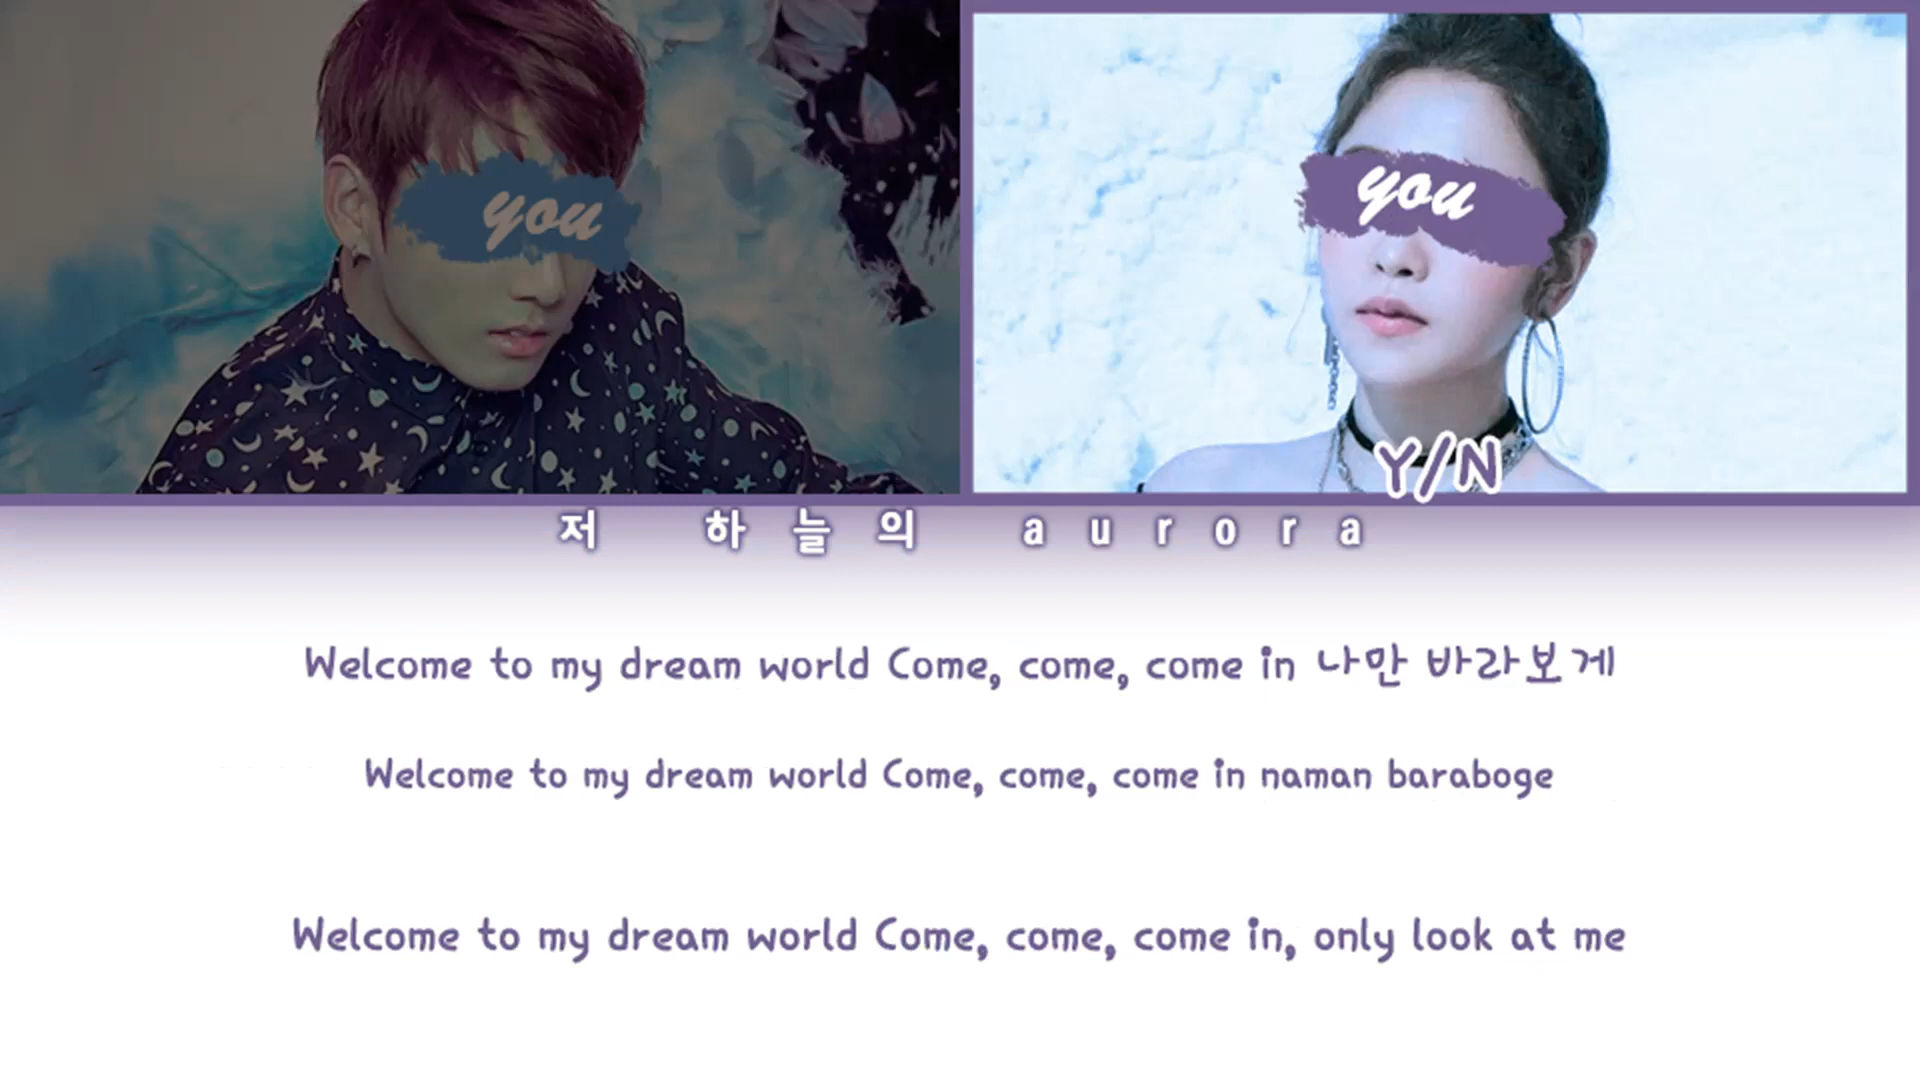 you
you
Y/N
저 하늘의 aurora
Welcome to my dream world Come, come, come in 나만 바라보게
Welcome to my dream world Come, come, come in naman baraboge
Welcome to my dream world Come, come, come in, only look at me